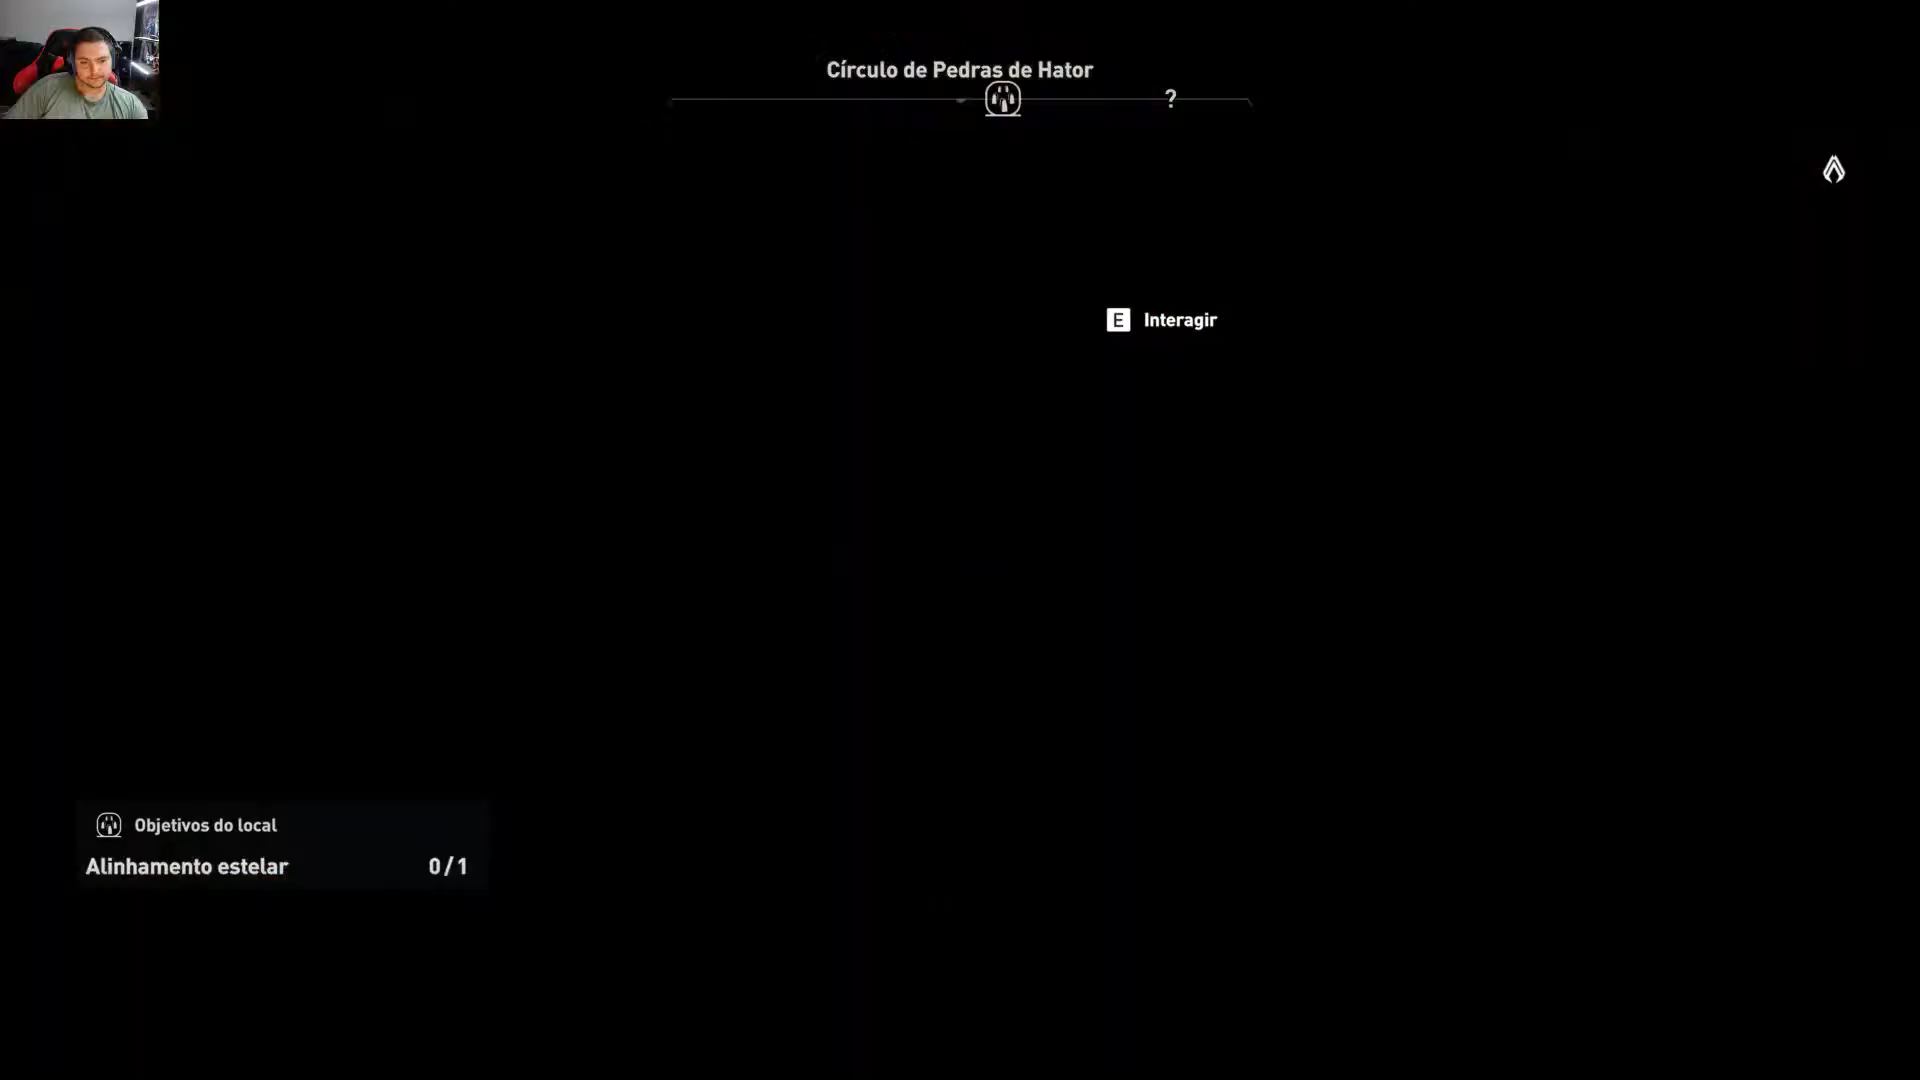 Círculo de Pedras de Hator
?
E Interagir
Objetivos do local
Alinhamento estelar 0/1